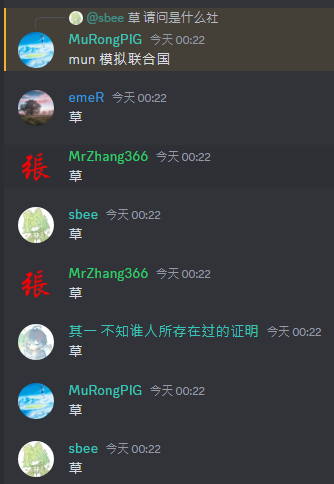 @sbee 草 请问是什么社
MuRongPIG 今天 00:22
mun 模拟联合国
emeR 今天 00:22
草
張
MrZhang366 今天 00:22
草
sbee 今天 00:22
草
張
MrZhang366 今天 00:22
草
其一 不知谁人所存在过的证明 今天 00:22
草
MuRongPIG 今天 00:22
草
sbee 今天 00:22
草